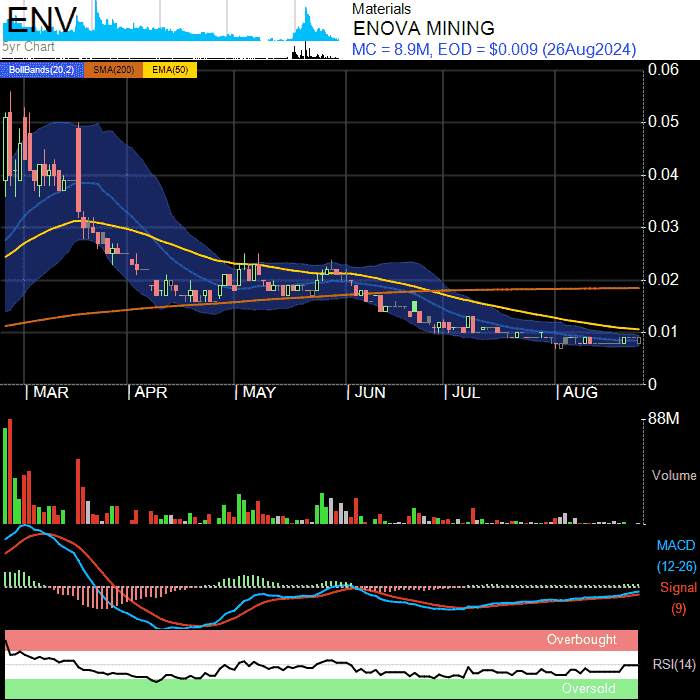 ENV
5yr Chart
Materials
ENOVA MINING
MC = 8.9M, EOD = $0.009 (26Aug2024)
BollBands(20,2) SMA(200) EMA(50)
0.06
0.05
0.04
0.03
0.02
0.01
0
MAR APR MAY JUN JUL AUG
88M
Volume
MACD
(12-26)
Signal
(9)
Overbought
RSI(14)
Oversold